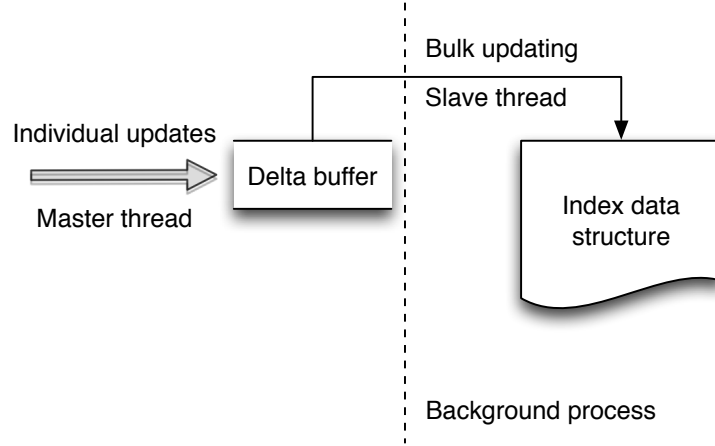 Bulk updating
Slave thread
Individual updates
Delta buffer
Master thread
Index data
structure
Background process